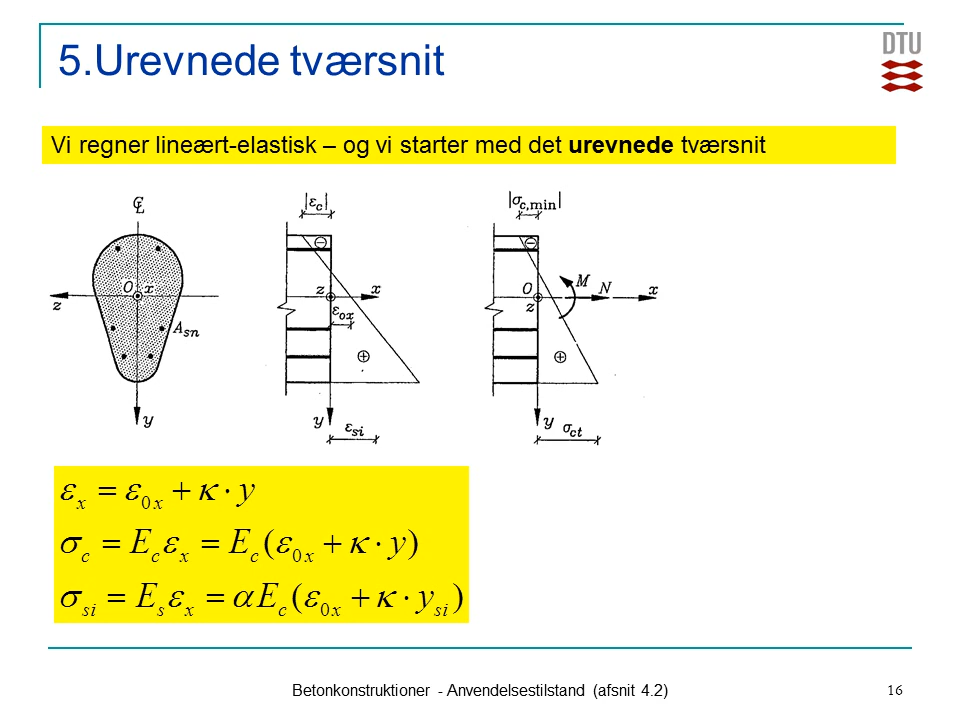 5.Urevnede tværsnit
DTU
Vi regner lineært-elastisk – og vi starter med det urevnede tværsnit
℄
O x
z
A_sn
y
|ε_c|
⊖
z x
ε_ox
⊕
y ε_si
|σ_c,min|
⊖
M
O N x
z
⊕
y σ_ct
ε_x = ε_0x + κ · y
σ_c = E_c ε_x = E_c (ε_0x + κ · y)
σ_si = E_s ε_x = αE_c (ε_0x + κ · y_si)
Betonkonstruktioner - Anvendelsestilstand (afsnit 4.2)
16